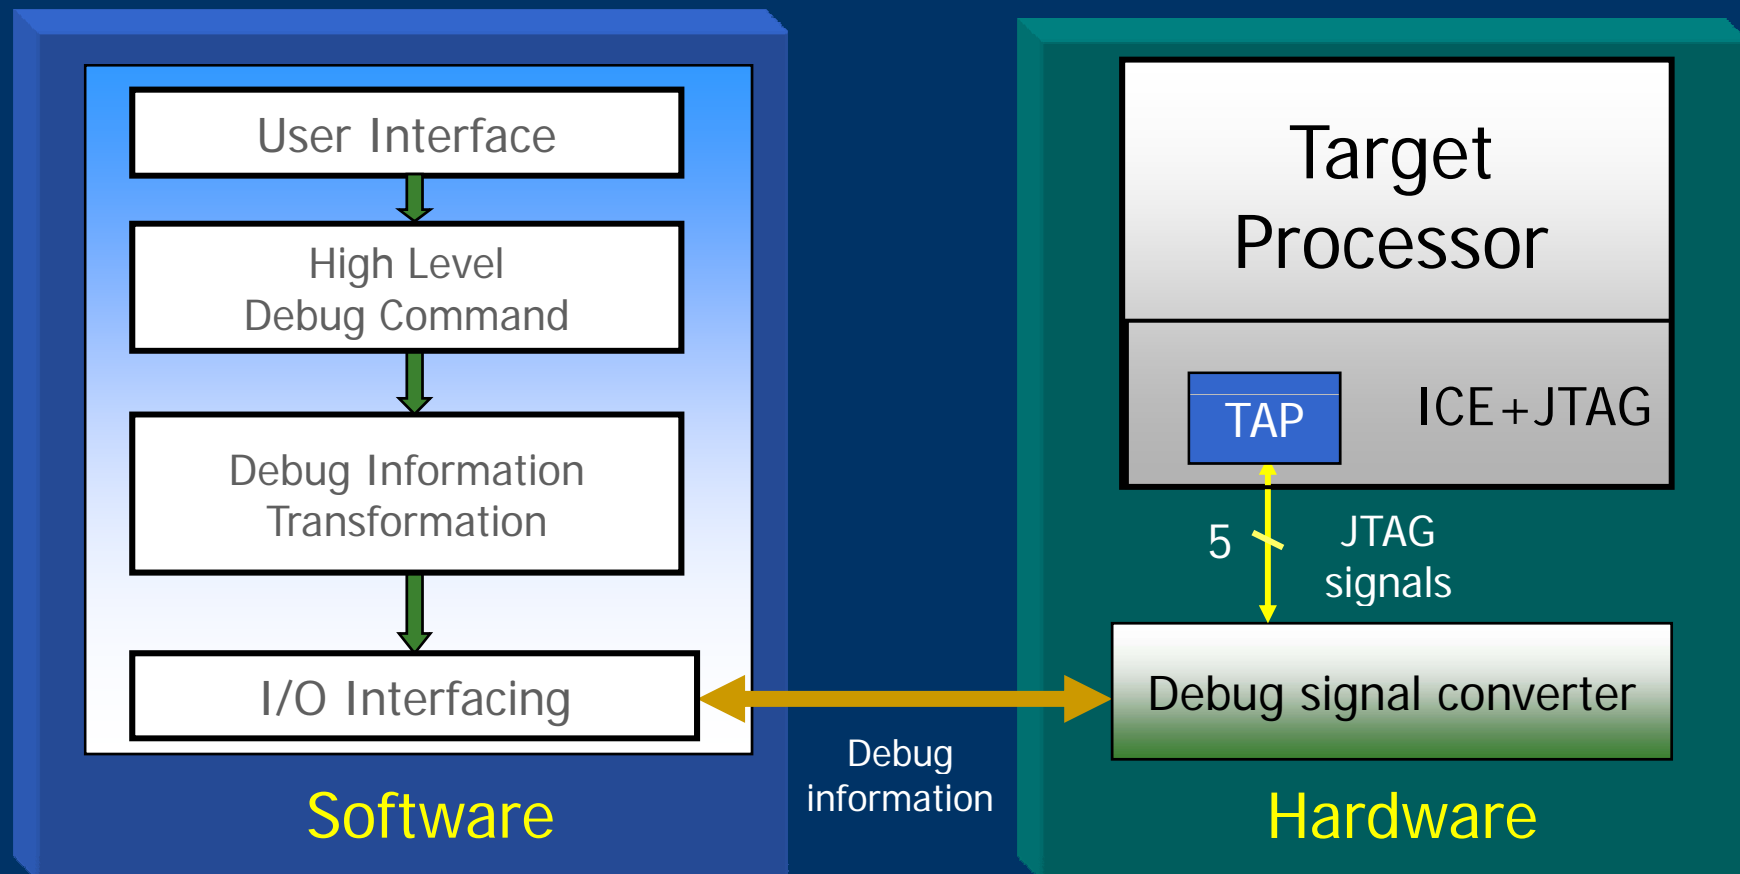 User Interface
High Level
Debug Command
Debug Information
Transformation
I/O Interfacing
Software
Debug
information
Target
Processor
TAP
ICE+JTAG
5
JTAG
signals
Debug signal converter
Hardware